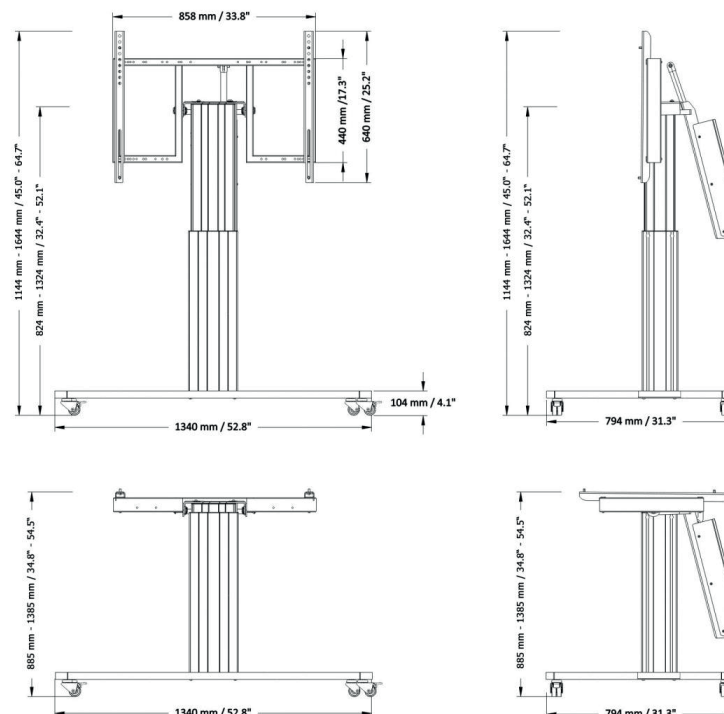 858 mm / 33.8"
440 mm /17.3"
640 mm / 25.2"
1144 mm - 1644 mm / 45.0" - 64.7"
824 mm - 1324 mm / 32.4" - 52.1"
104 mm / 4.1"
1340 mm / 52.8"
1144 mm - 1644 mm / 45.0" - 64.7"
824 mm - 1324 mm / 32.4" - 52.1"
794 mm / 31.3"
885 mm - 1385 mm / 34.8" - 54.5"
1340 mm / 52.8"
885 mm - 1385 mm / 34.8" - 54.5"
794 mm / 31.3"